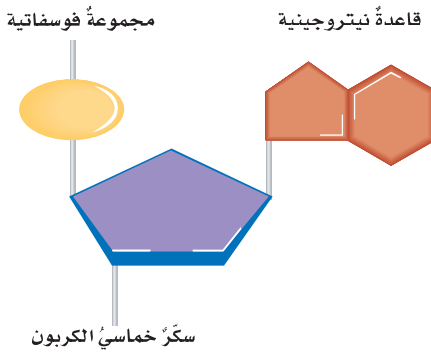 قاعدةٌ نيتروجينية
مجموعةٌ فوسفاتية
سكّرٌ خماسيُ الكربون